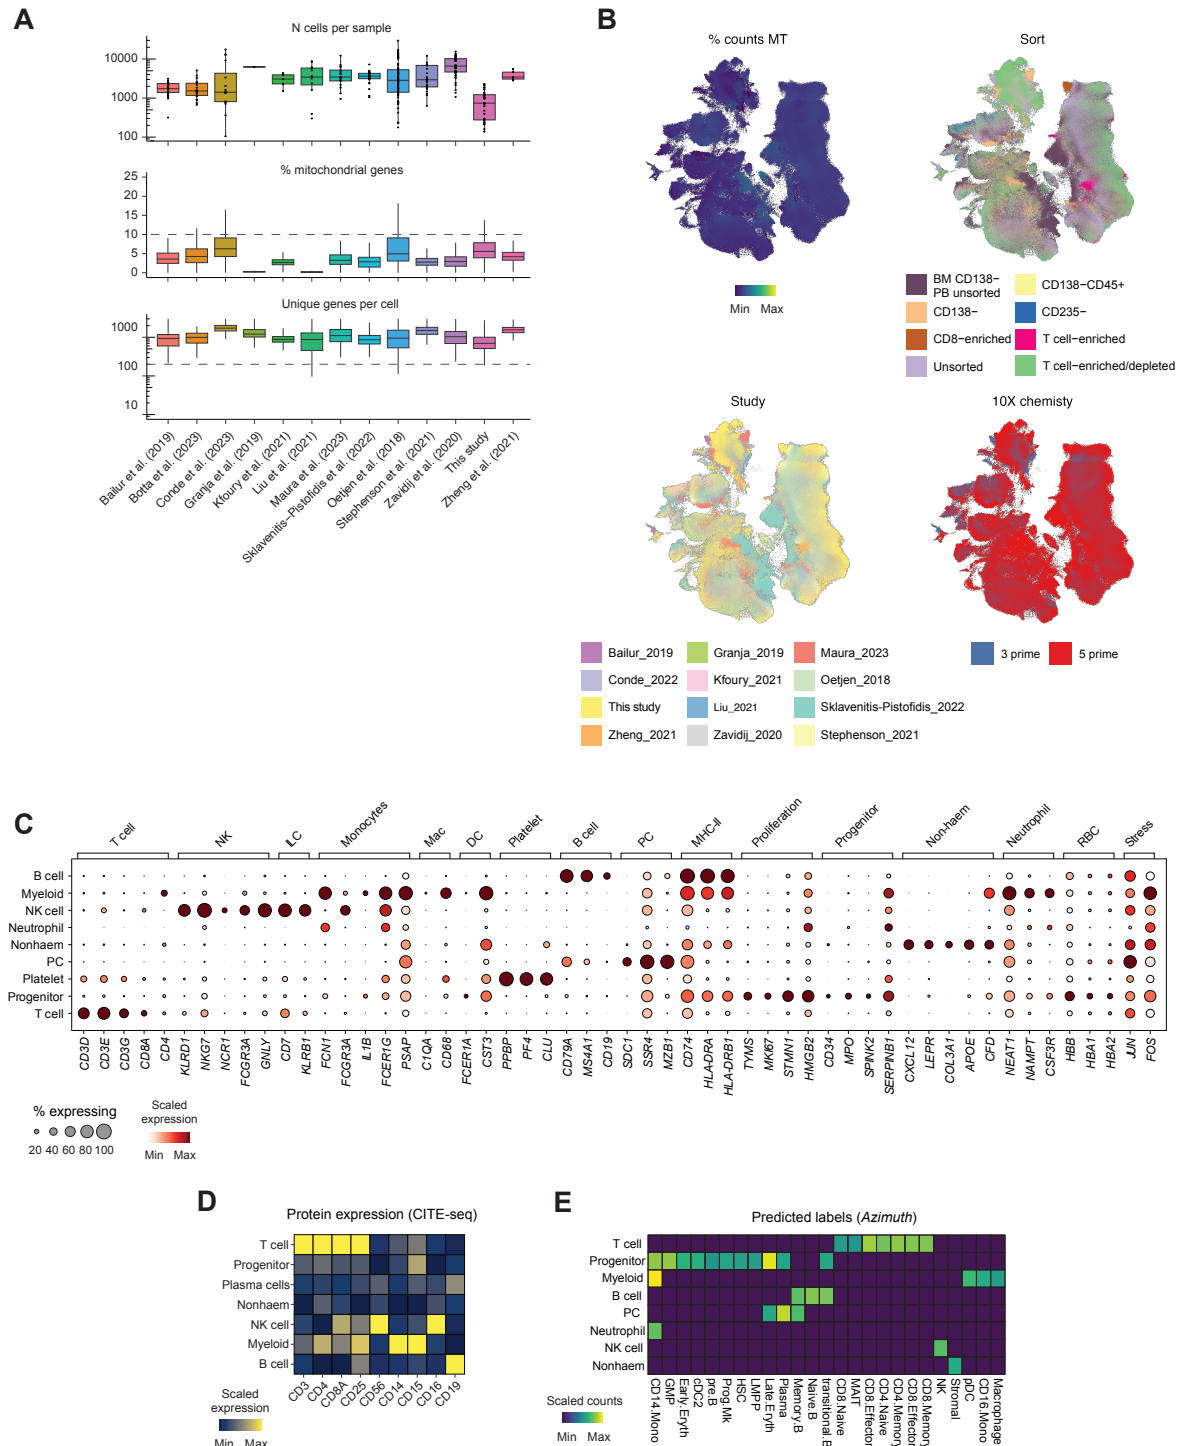 A
N cells per sample
10000
1000
100
% mitochondrial genes
25
20
15
10
5
0
Unique genes per cell
1000
100
10
Bailur et al. (2019)
Botta et al. (2023)
Conde et al. (2023)
Granja et al. (2019)
Kfoury et al. (2021)
Liu et al. (2021)
Maura et al. (2023)
Sklavenitis−Pistofidis et al. (2022)
Oetjen et al. (2018)
Stephenson et al. (2021)
Zavidij et al. (2020)
This study
Zheng et al. (2021)
B
% counts MT
Min Max
Sort
BM CD138−
PB unsorted
CD138−
CD8−enriched
Unsorted
CD138−CD45+
CD235−
T cell−enriched
T cell−enriched/depleted
Study
Bailur_2019
Conde_2022
This study
Zheng_2021
Granja_2019
Kfoury_2021
Liu_2021
Zavidij_2020
Maura_2023
Oetjen_2018
Sklavenitis-Pistofidis_2022
Stephenson_2021
10X chemisty
3 prime 5 prime
C
T cell
NK
ILC
Monocytes
Mac
DC
Platelet
B cell
PC
MHC-II
Proliferation
Progenitor
Non-haem
Neutrophil
RBC
Stress
B cell
Myeloid
NK cell
Neutrophil
Nonhaem
PC
Platelet
Progenitor
T cell
CD3D
CD3E
CD3G
CD8A
CD4
KLRD1
NKG7
NCR1
FCGR3A
GNLY
CD7
KLRB1
FCN1
FCGR3A
IL1B
FCER1G
PSAP
C1QA
CD68
FCER1A
CST3
PPBP
PF4
CLU
CD79A
MS4A1
CD19
SDC1
SSR4
MZB1
CD74
HLA-DRA
HLA-DRB1
TYMS
MKI67
STMN1
HMGB2
CD34
MPO
SPINK2
SERPINB1
CXCL12
LEPR
COL3A1
APOE
CFD
NEAT1
NAMPT
CSF3R
HBB
HBA1
HBA2
JUN
FOS
% expressing
20 40 60 80 100
Scaled
expression
Min Max
D
Protein expression (CITE-seq)
T cell
Progenitor
Plasma cells
Nonhaem
NK cell
Myeloid
B cell
CD3
CD4
CD8A
CD25
CD56
CD14
CD15
CD16
CD19
Scaled
expression
Min Max
E
Predicted labels (Azimuth)
T cell
Progenitor
Myeloid
B cell
PC
Neutrophil
NK cell
Nonhaem
CD14.Mono
GMP
Early.Eryth
cDC2
pre.B
Prog.Mk
HSC
LMPP
Late.Eryth
Plasma
Memory.B
Naive.B
transitional.B
CD8.Naive
MAIT
CD8.Effector
CD4.Naive
CD4.Memory
CD8.Effector
CD8.Memory
NK
Stromal
pDC
CD16.Mono
Macrophage
Scaled counts
Min Max